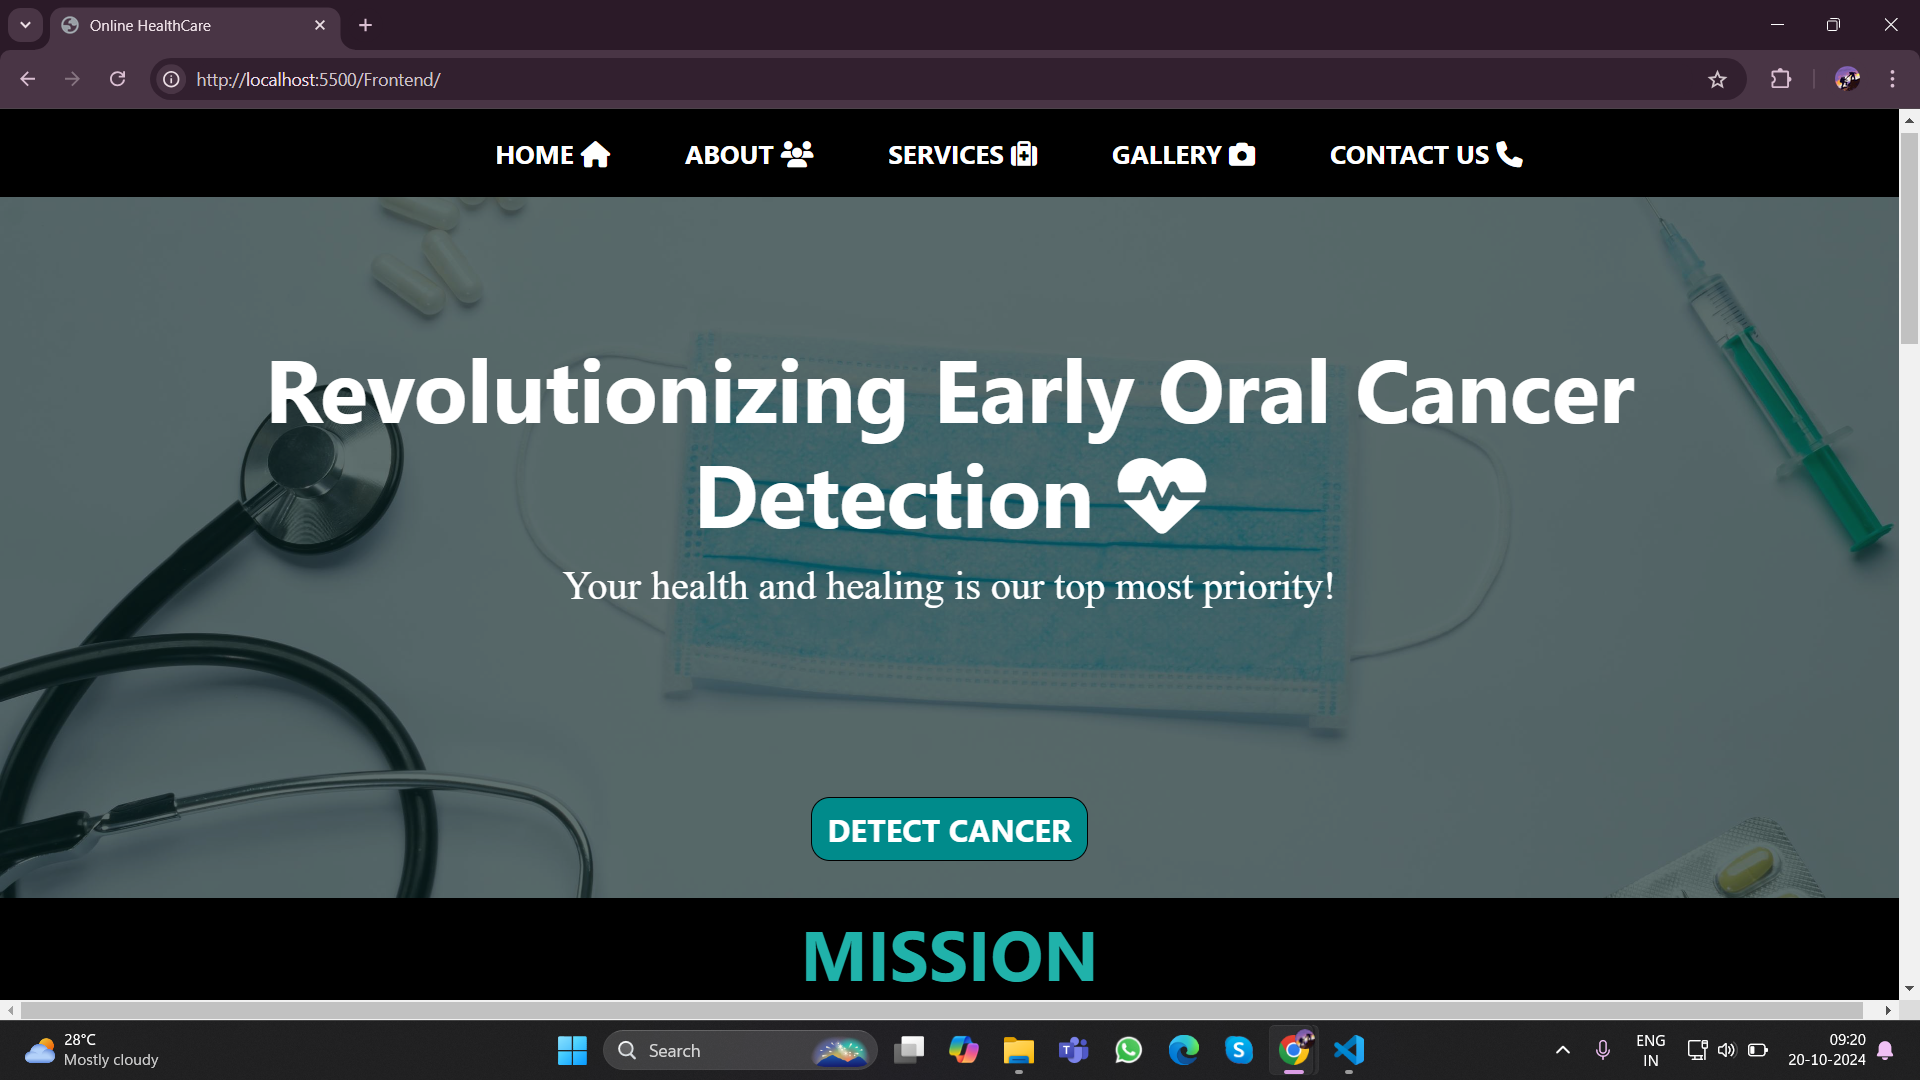 Online HealthCare
http://localhost:5500/Frontend/
HOME
ABOUT
SERVICES
GALLERY
CONTACT US
Revolutionizing Early Oral Cancer
Detection
Your health and healing is our top most priority!
DETECT CANCER
MISSION
28°C
Mostly cloudy
Search
ENG
IN
09:20
20-10-2024